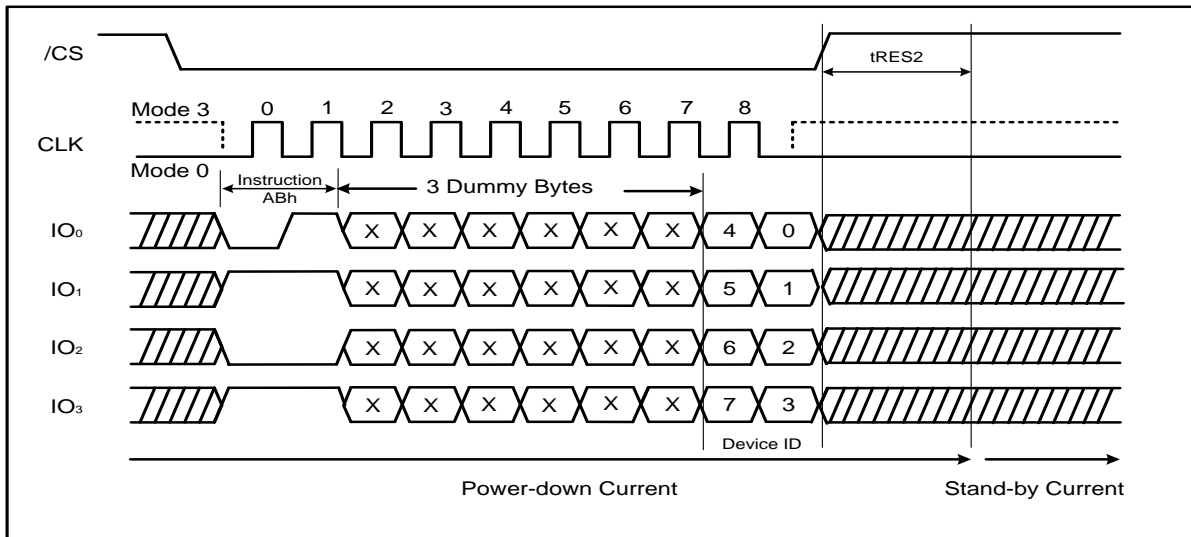 /CS
tRES2
Mode 3
0 1 2 3 4 5 6 7 8
CLK
Mode 0
Instruction
ABh
3 Dummy Bytes
IO₀ X X X X X X 4 0
IO₁ X X X X X X 5 1
IO₂ X X X X X X 6 2
IO₃ X X X X X X 7 3
Device ID
Power-down Current
Stand-by Current